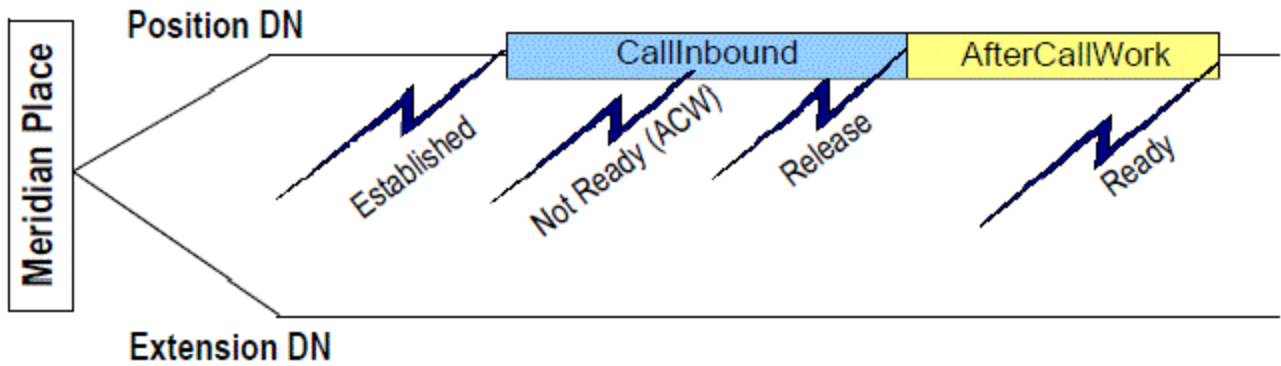 Position DN
CallInbound
AfterCallWork
Meridian Place
Established
Not Ready (ACW)
Release
Ready
Extension DN